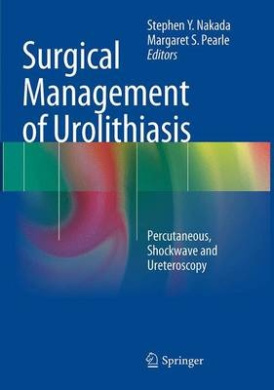 Stephen Y. Nakada
Margaret S. Pearle
Editors
Surgical
Management
of Urolithiasis
Percutaneous,
Shockwave and
Ureteroscopy
Springer